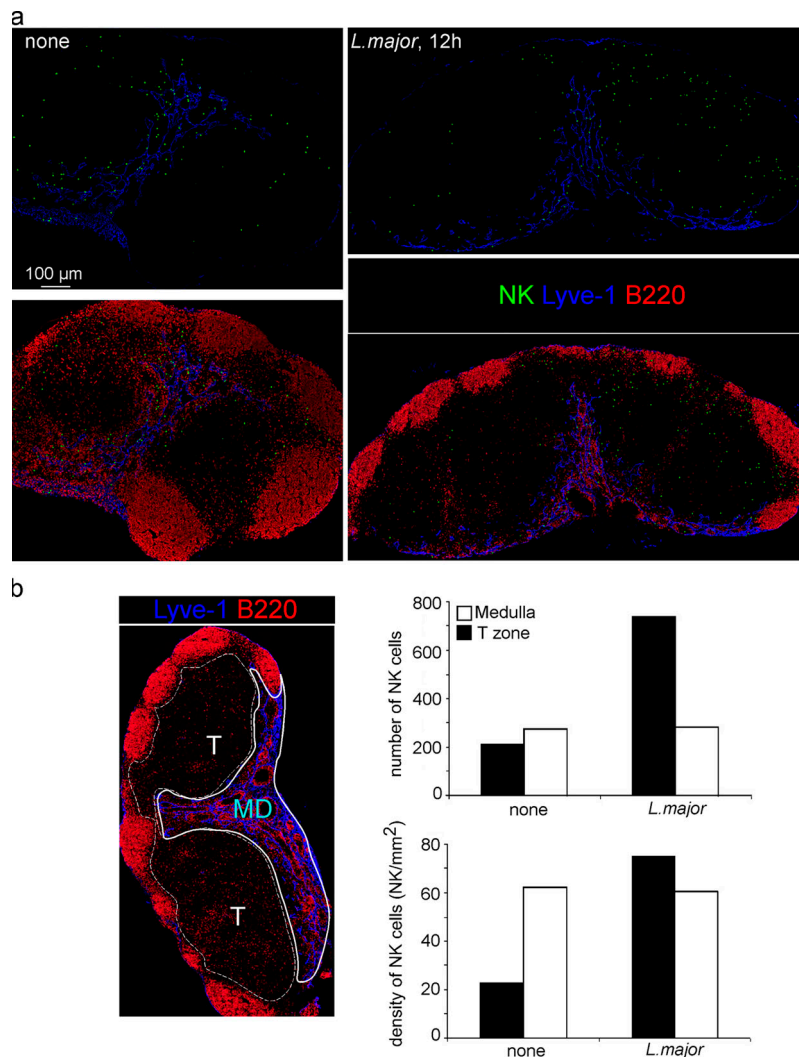 a
none
L.major, 12h
100 µm
NK Lyve-1 B220
b
Lyve-1 B220
T
MD
T
800
600
400
200
0
number of NK cells
Medulla
T zone
none
L.major
80
60
40
20
0
density of NK cells (NK/mm²)
none
L.major